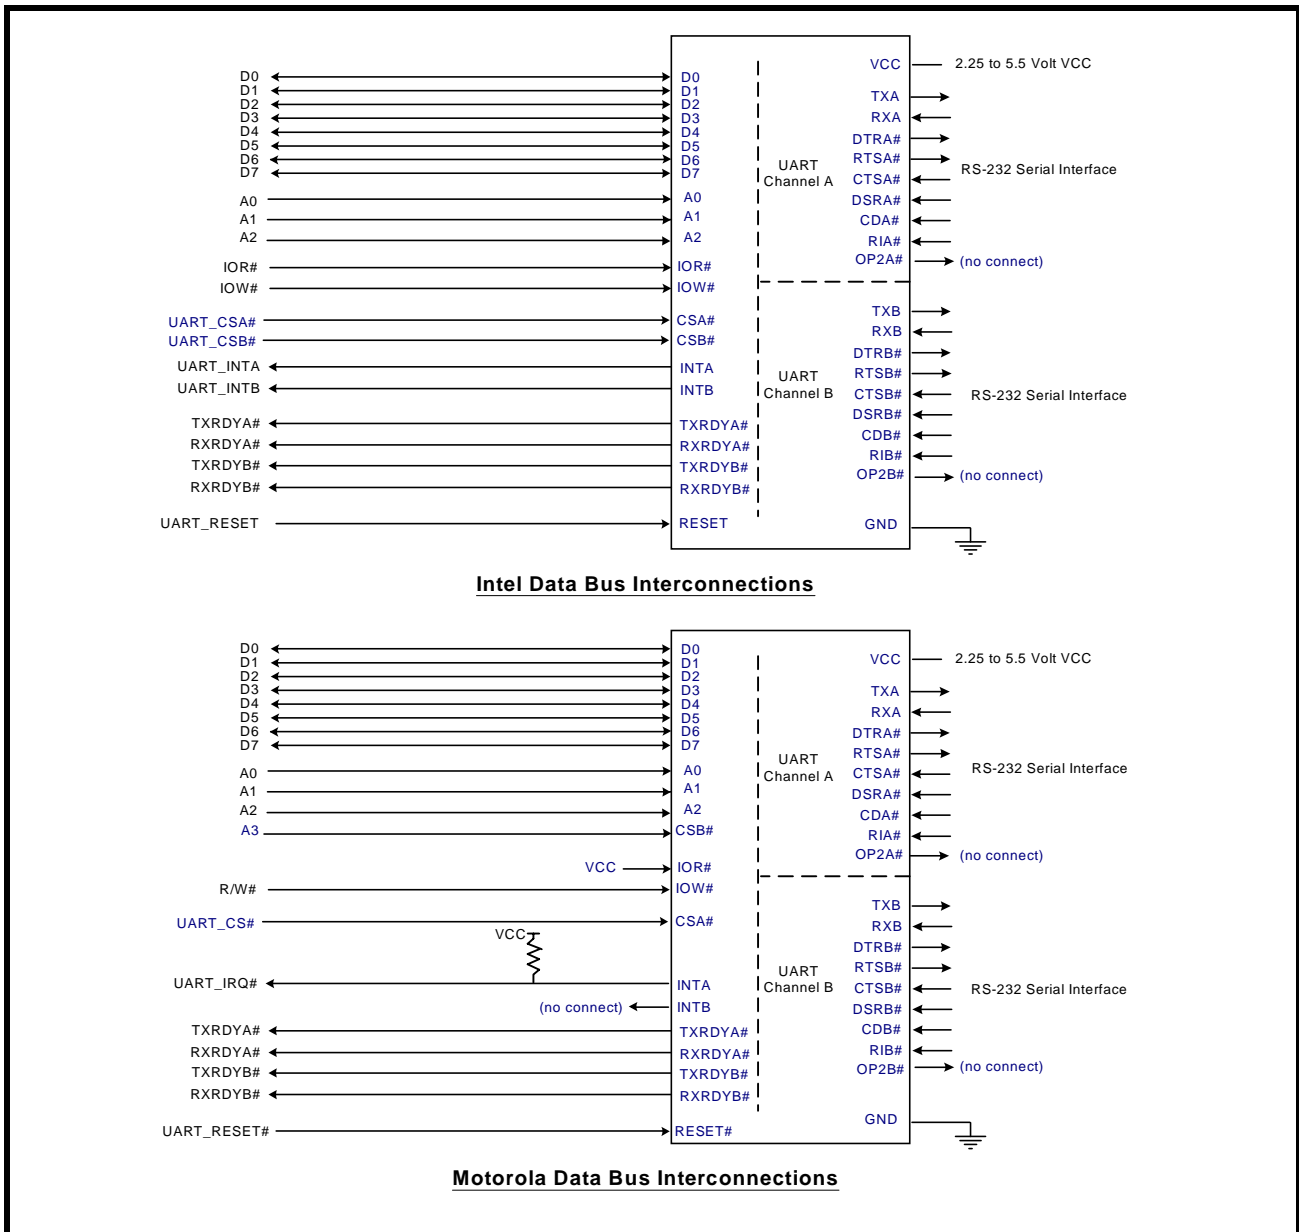 D0 D0
D1 D1
D2 D2
D3 D3
D4 D4
D5 D5
D6 D6
D7 D7
A0 A0
A1 A1
A2 A2
IOR# IOR#
IOW# IOW#
UART_CSA# CSA#
UART_CSB# CSB#
UART_INTA INTA
UART_INTB INTB
TXRDYA# TXRDYA#
RXRDYA# RXRDYA#
TXRDYB# TXRDYB#
RXRDYB# RXRDYB#
UART_RESET RESET
UART
Channel A
UART
Channel B
VCC 2.25 to 5.5 Volt VCC
TXA
RXA
DTRA#
RTSA#
CTSA#
DSRA#
CDA#
RIA#
RS-232 Serial Interface
OP2A# (no connect)
TXB
RXB
DTRB#
RTSB#
CTSB#
DSRB#
CDB#
RIB#
RS-232 Serial Interface
OP2B# (no connect)
GND
Intel Data Bus Interconnections
D0 D0
D1 D1
D2 D2
D3 D3
D4 D4
D5 D5
D6 D6
D7 D7
A0 A0
A1 A1
A2 A2
A3 CSB#
VCC IOR#
R/W# IOW#
UART_CS# CSA#
VCC
UART_IRQ# INTA
(no connect) INTB
TXRDYA# TXRDYA#
RXRDYA# RXRDYA#
TXRDYB# TXRDYB#
RXRDYB# RXRDYB#
UART_RESET# RESET#
UART
Channel A
UART
Channel B
VCC 2.25 to 5.5 Volt VCC
TXA
RXA
DTRA#
RTSA#
CTSA#
DSRA#
CDA#
RIA#
RS-232 Serial Interface
OP2A# (no connect)
TXB
RXB
DTRB#
RTSB#
CTSB#
DSRB#
CDB#
RIB#
RS-232 Serial Interface
OP2B# (no connect)
GND
Motorola Data Bus Interconnections